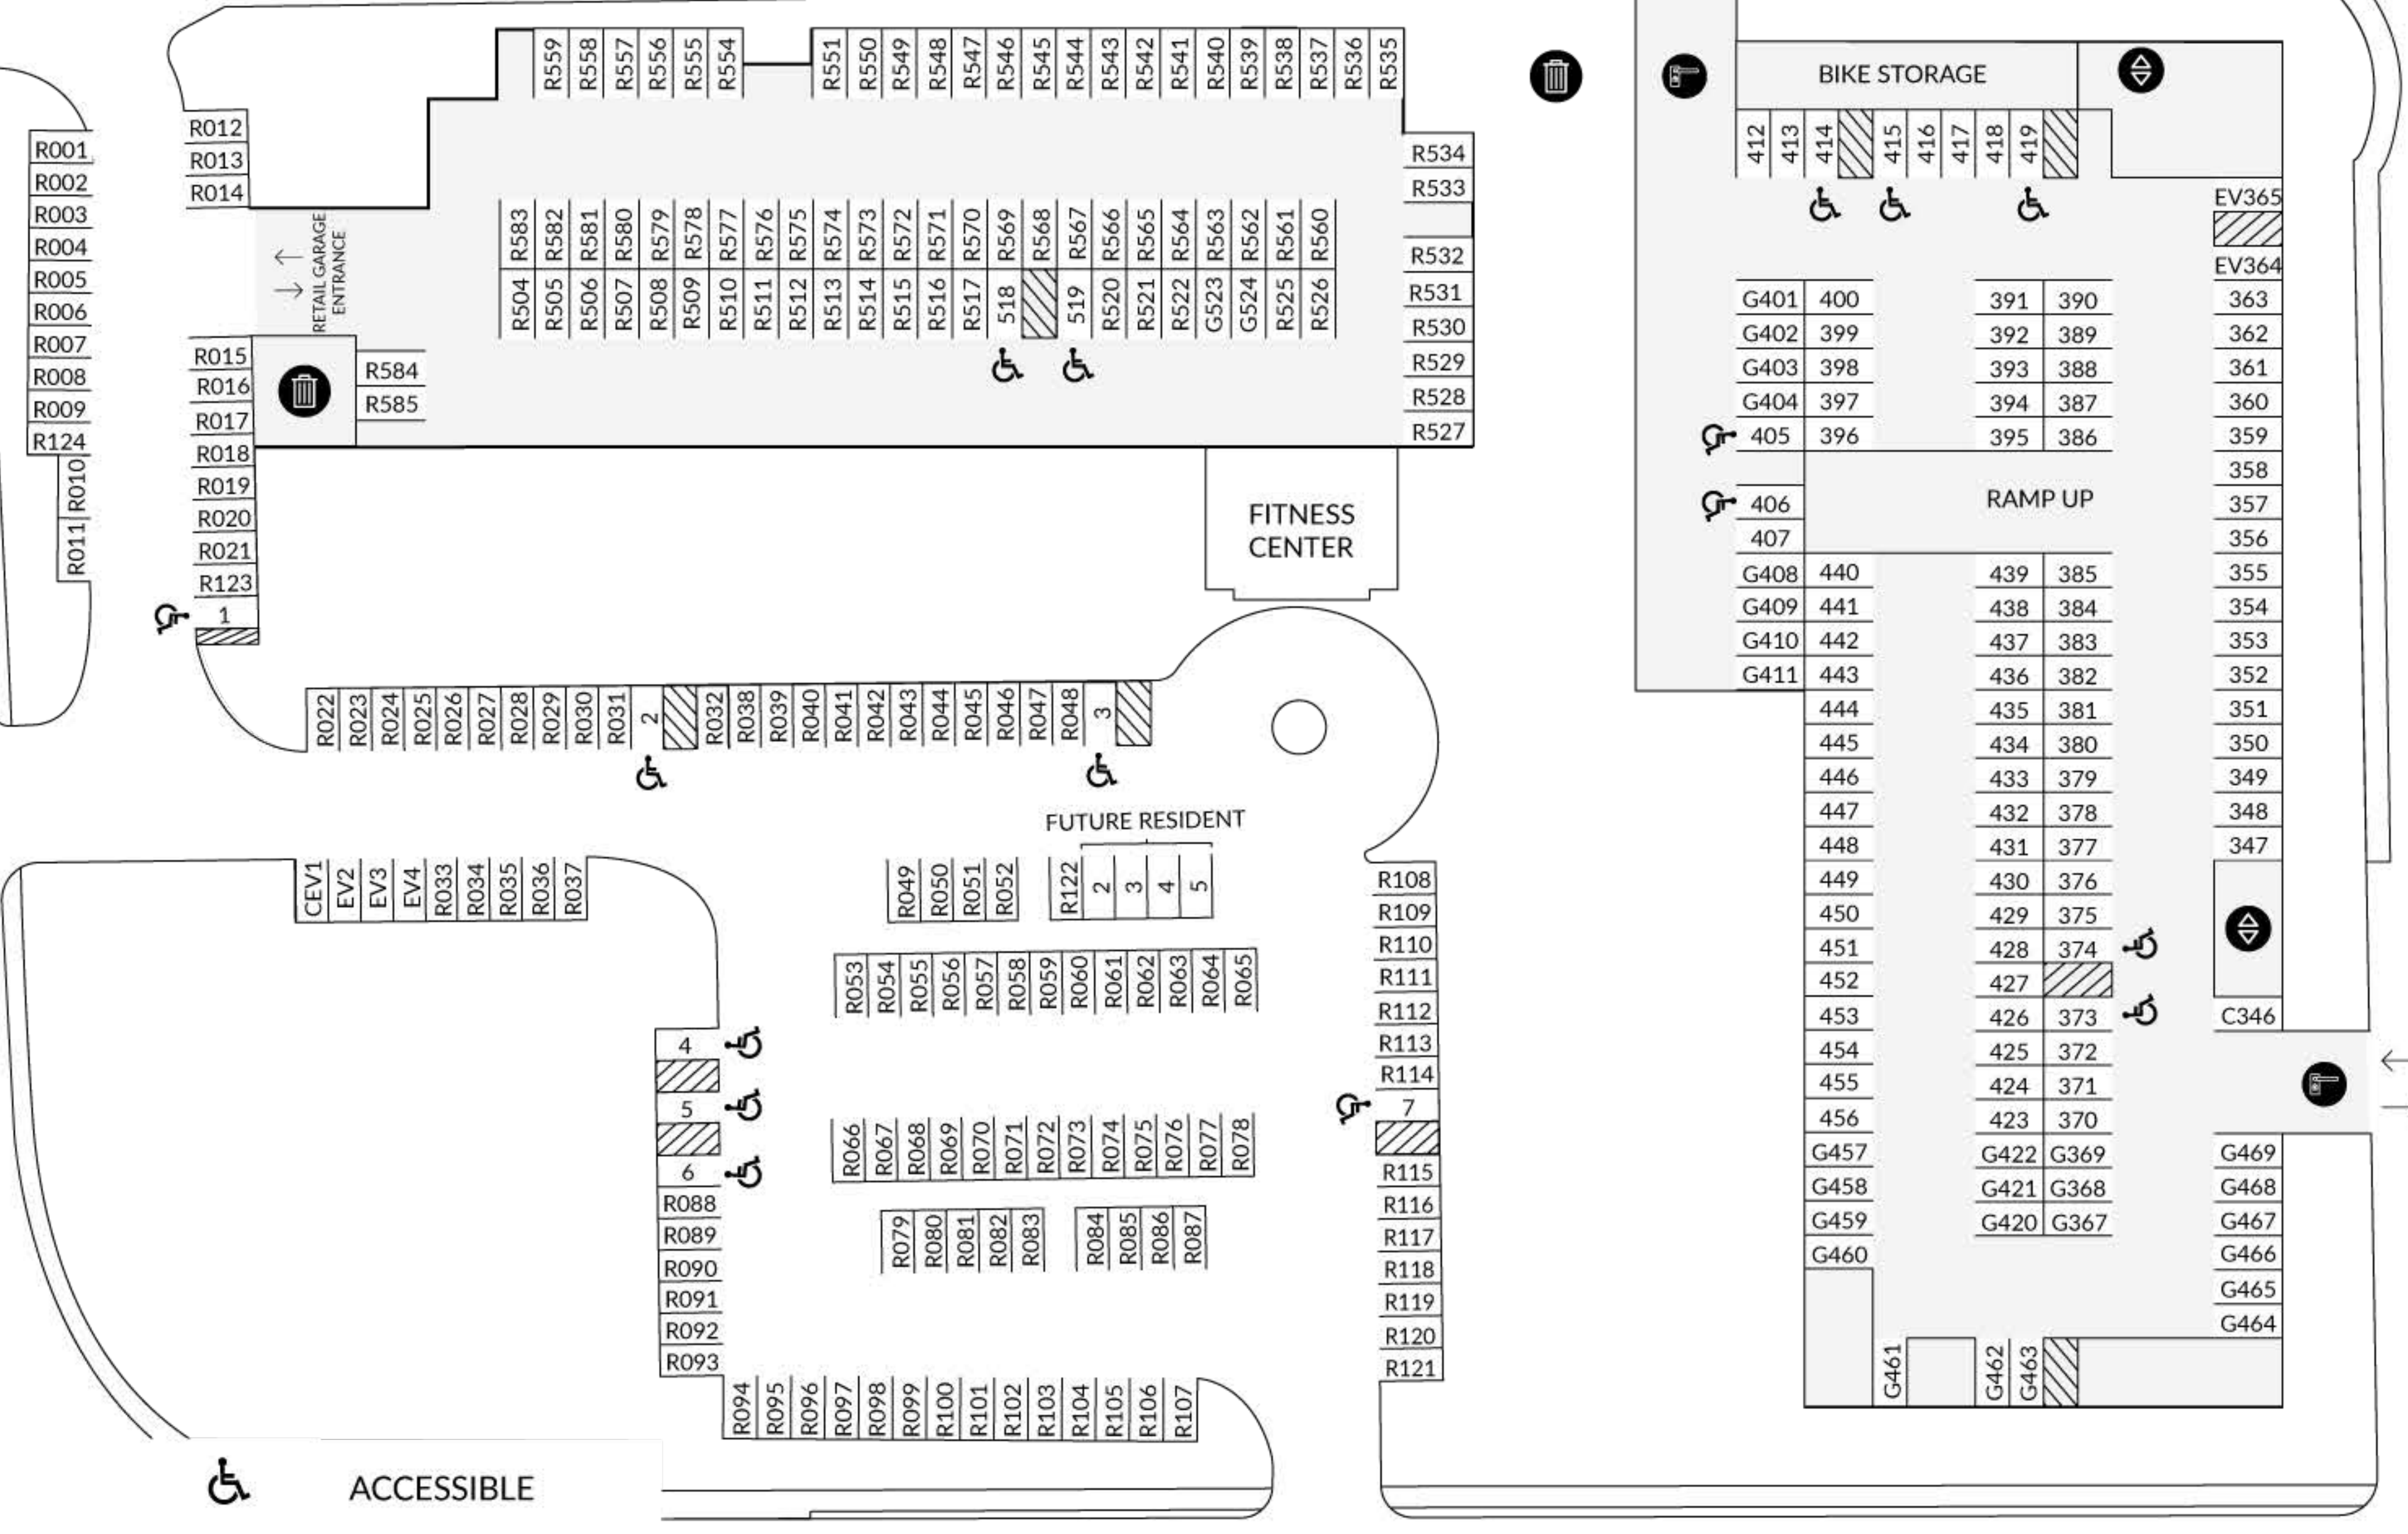 R559 R558 R557 R556 R555 R554 R551 R550 R549 R548 R547 R546 R545 R544 R543 R542 R541 R540 R539 R538 R537 R536 R535
R001
R002
R003
R004
R005
R006
R007
R008
R009
R124
R010
R011
R012
R013
R014
RETAIL GARAGE
ENTRANCE
R015
R016
R017
R018
R019
R020
R021
R123
1
R584
R585
R583 R582 R581 R580 R579 R578 R577 R576 R575 R574 R573 R572 R571 R570 R569 R568 R567 R566 R565 R564 R563 R562 R561 R560
R504 R505 R506 R507 R508 R509 R510 R511 R512 R513 R514 R515 R516 R517 518 519 R520 R521 R522 G523 G524 R525 R526
R534
R533
R532
R531
R530
R529
R528
R527
FITNESS
CENTER
R022 R023 R024 R025 R026 R027 R028 R029 R030 R031 2 R032 R038 R039 R040 R041 R042 R043 R044 R045 R046 R047 R048 3
FUTURE RESIDENT
CEV1 EV2 EV3 EV4 R033 R034 R035 R036 R037
R049 R050 R051 R052 R122 2 3 4 5
R053 R054 R055 R056 R057 R058 R059 R060 R061 R062 R063 R064 R065
R066 R067 R068 R069 R070 R071 R072 R073 R074 R075 R076 R077 R078
R079 R080 R081 R082 R083 R084 R085 R086 R087
4
5
6
R088
R089
R090
R091
R092
R093
R094 R095 R096 R097 R098 R099 R100 R101 R102 R103 R104 R105 R106 R107
R108
R109
R110
R111
R112
R113
R114
7
R115
R116
R117
R118
R119
R120
R121
ACCESSIBLE
BIKE STORAGE
412 413 414 415 416 417 418 419
G401 400 391 390
G402 399 392 389
G403 398 393 388
G404 397 394 387
405 396 395 386
RAMP UP
406
407
G408 440 439 385
G409 441 438 384
G410 442 437 383
G411 443 436 382
444 435 381
445 434 380
446 433 379
447 432 378
448 431 377
449 430 376
450 429 375
451 428 374
452 427
453 426 373
454 425 372
455 424 371
456 423 370
G457 G422 G369
G458 G421 G368
G459 G420 G367
G460
G461 G462 G463
EV365
EV364
363
362
361
360
359
358
357
356
355
354
353
352
351
350
349
348
347
C346
G469
G468
G467
G466
G465
G464